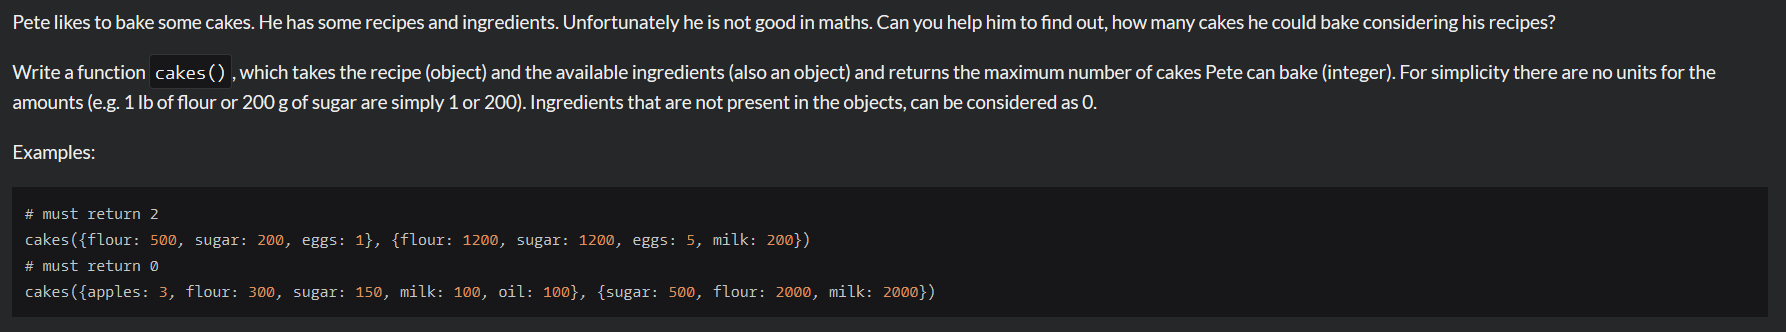 Pete likes to bake some cakes. He has some recipes and ingredients. Unfortunately he is not good in maths. Can you help him to find out, how many cakes he could bake considering his recipes?
Write a function cakes(), which takes the recipe (object) and the available ingredients (also an object) and returns the maximum number of cakes Pete can bake (integer). For simplicity there are no units for the
amounts (e.g. 1 lb of flour or 200 g of sugar are simply 1 or 200). Ingredients that are not present in the objects, can be considered as 0.
Examples:
# must return 2
cakes({flour: 500, sugar: 200, eggs: 1}, {flour: 1200, sugar: 1200, eggs: 5, milk: 200})
# must return 0
cakes({apples: 3, flour: 300, sugar: 150, milk: 100, oil: 100}, {sugar: 500, flour: 2000, milk: 2000})